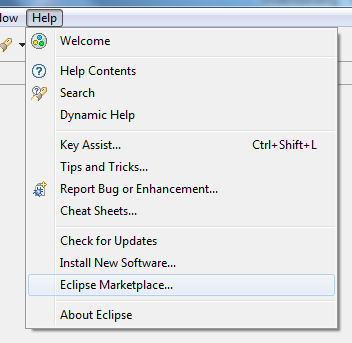 Help
Welcome
Help Contents
Search
Dynamic Help
Key Assist... Ctrl+Shift+L
Tips and Tricks...
Report Bug or Enhancement...
Cheat Sheets...
Check for Updates
Install New Software...
Eclipse Marketplace...
About Eclipse